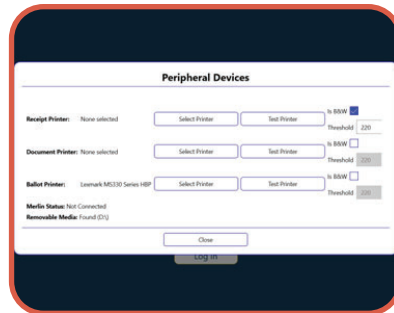 Peripheral Devices
Is B&W
Receipt Printer: None selected Select Printer Test Printer
Threshold 220
Is B&W
Document Printer: None selected Select Printer Test Printer
Threshold 220
Is B&W
Ballot Printer: Lexmark MS330 Series HBP Select Printer Test Printer
Threshold 220
Merlin Status: Not Connected
Removable Media: Found (D:\)
Close
Log In